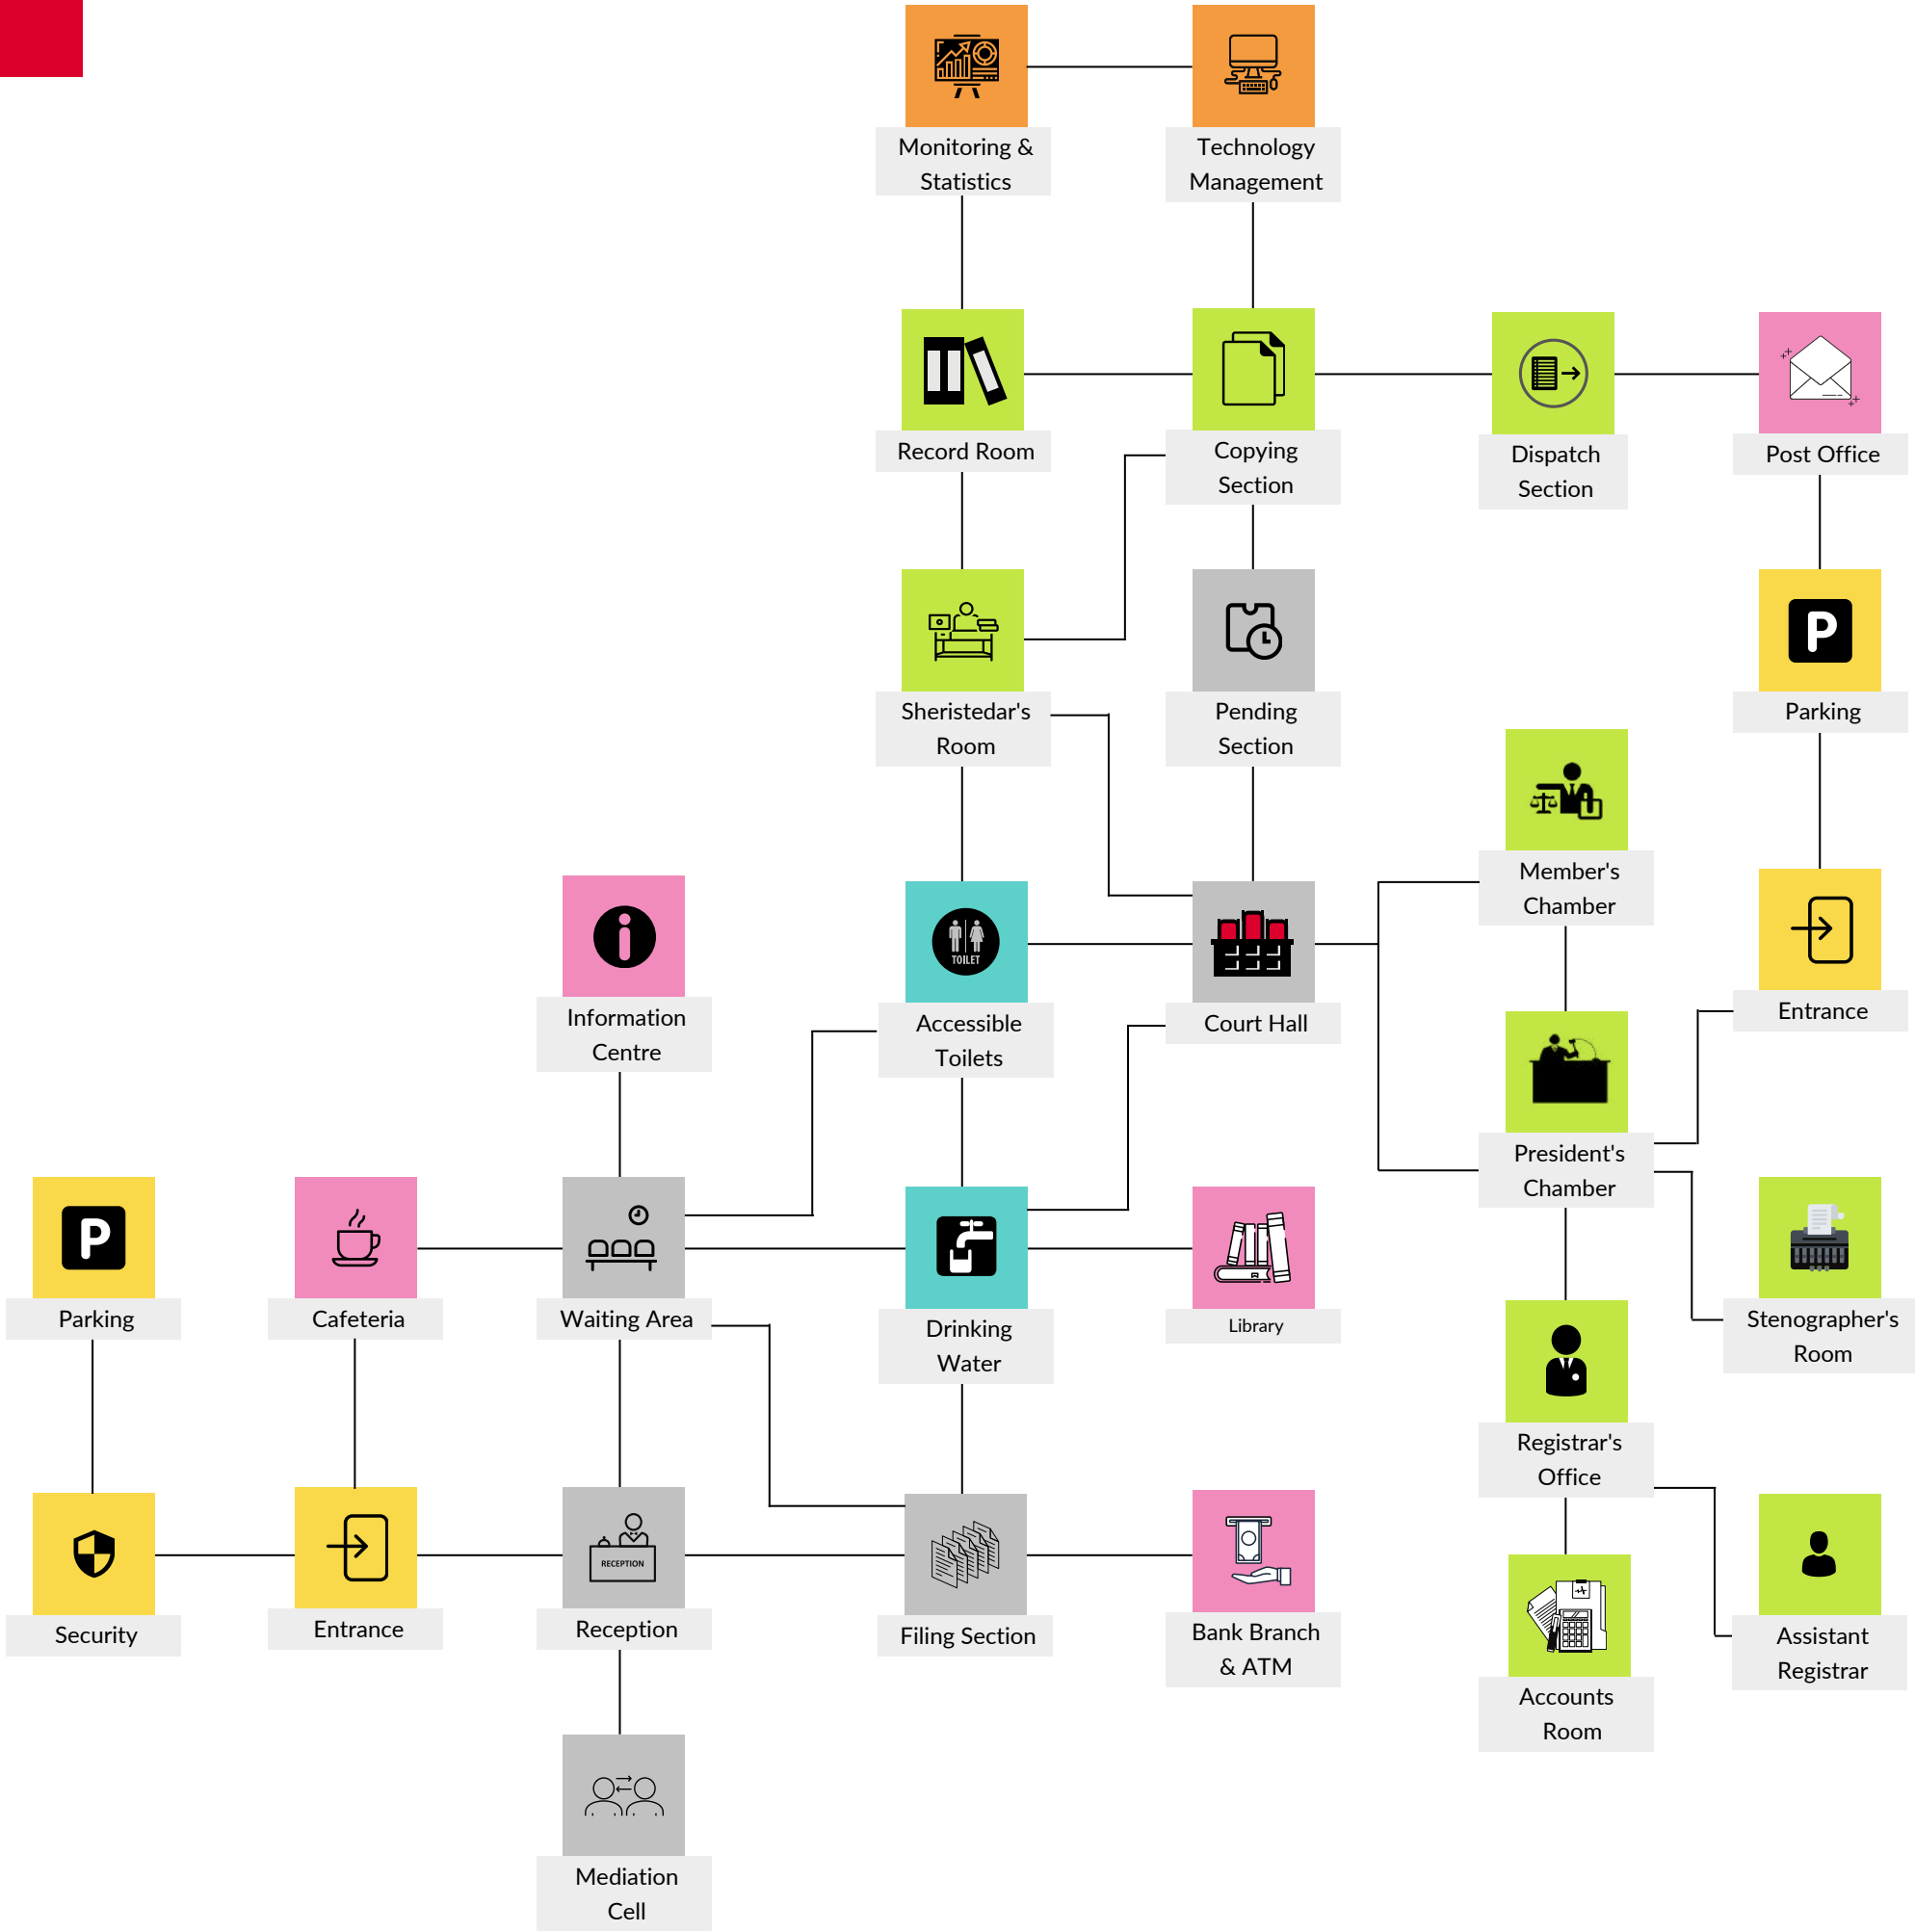 Monitoring &
Statistics
Technology
Management
Record Room
Copying
Section
Dispatch
Section
Post Office
P
Sheristedar's
Room
Pending
Section
Parking
Member's
Chamber
TOILET
Information
Centre
Accessible
Toilets
Court Hall
Entrance
President's
Chamber
P
Parking
Cafeteria
Waiting Area
Drinking
Water
Library
Stenographer's
Room
Registrar's
Office
RECEPTION
Security
Entrance
Reception
Filing Section
Bank Branch
& ATM
Assistant
Registrar
Accounts
Room
Mediation
Cell